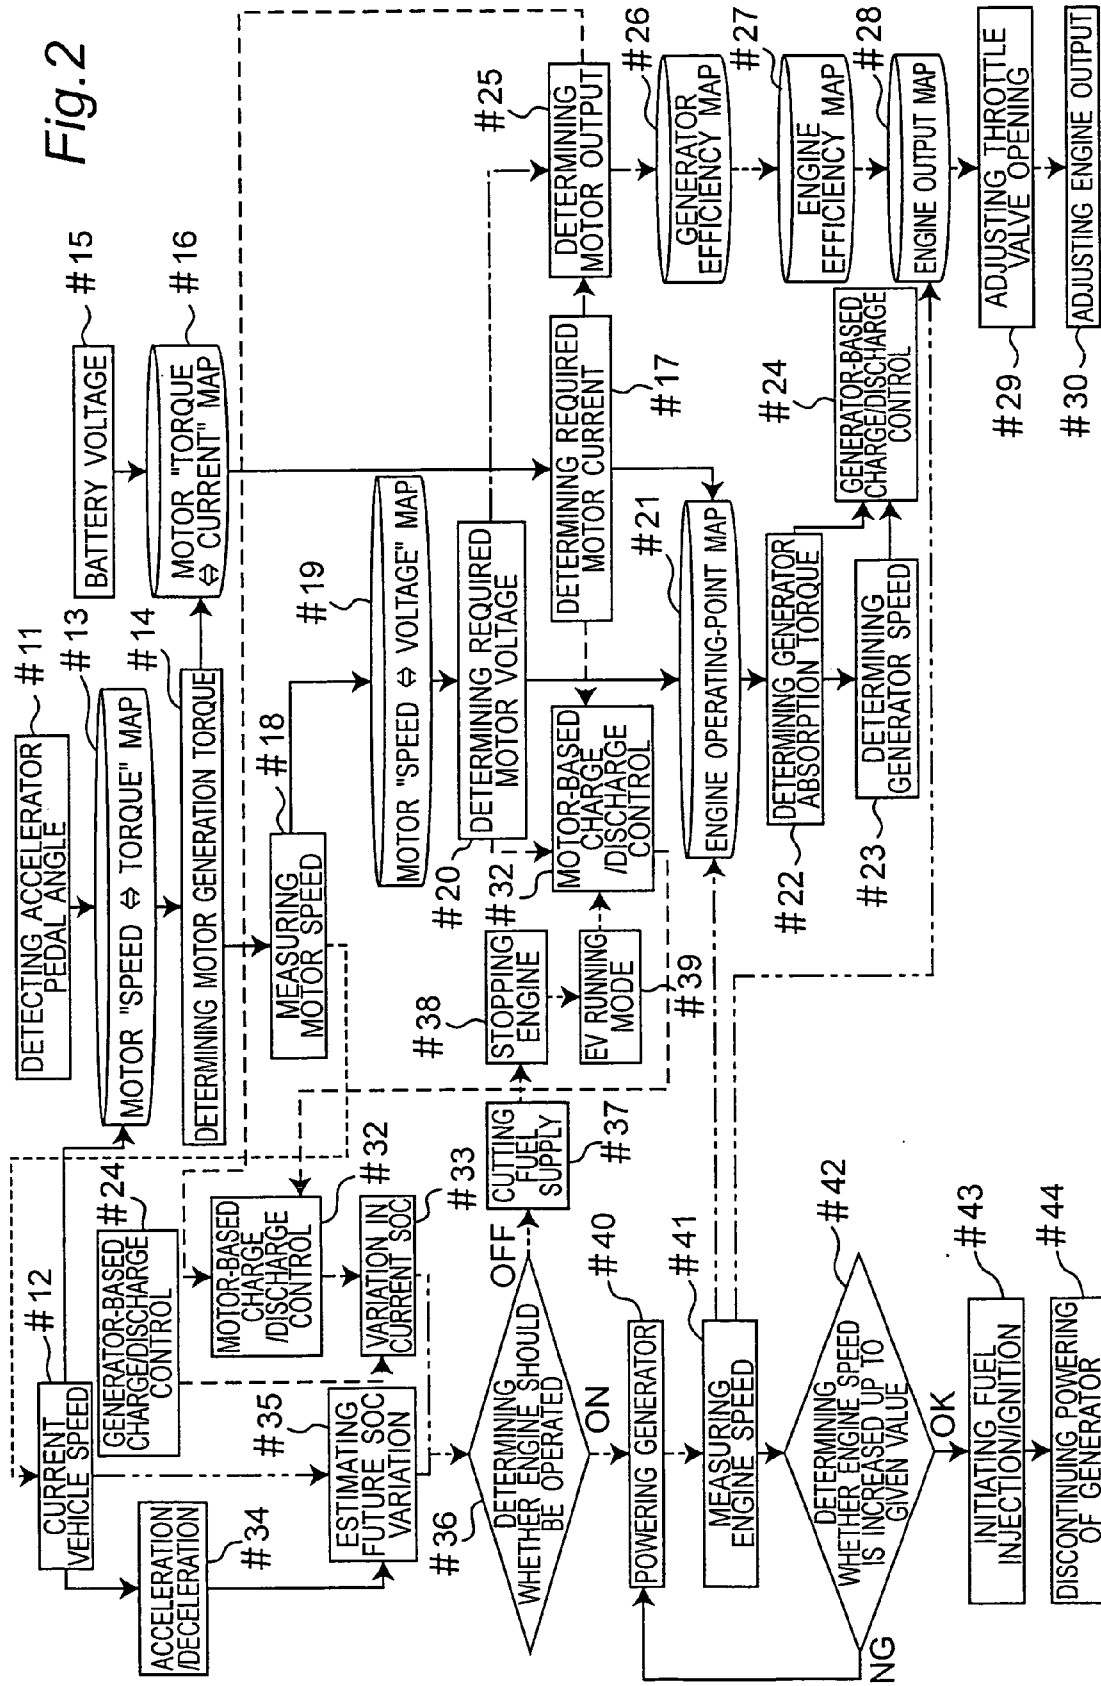 Fig.2
DETECTING ACCELERATOR
PEDAL ANGLE
#11
MOTOR "SPEED ⇔ TORQUE" MAP
#13
DETERMINING MOTOR GENERATION TORQUE
#14
BATTERY VOLTAGE
#15
MOTOR "TORQUE
⇔ CURRENT" MAP
#16
CURRENT
VEHICLE SPEED
#12
GENERATOR-BASED
CHARGE/DISCHARGE
CONTROL
#24
MEASURING
MOTOR SPEED
#18
ACCELERATION
/DECELERATION
#34
MOTOR-BASED
CHARGE
/DISCHARGE
CONTROL
#32
VARIATION IN
CURRENT SOC
#33
ESTIMATING
FUTURE SOC
VARIATION
#35
MOTOR "SPEED ⇔ VOLTAGE" MAP
#19
DETERMINING REQUIRED
MOTOR VOLTAGE
#20
DETERMINING
WHETHER ENGINE SHOULD
BE OPERATED
#36
OFF
ON
CUTTING
FUEL
SUPPLY
#37
STOPPING
ENGINE
#38
EV RUNNING
MODE
#39
MOTOR-BASED
CHARGE
/DISCHARGE
CONTROL
#32
DETERMINING REQUIRED
MOTOR CURRENT
#17
DETERMINING
MOTOR OUTPUT
#25
GENERATOR
EFFICIENCY MAP
#26
ENGINE
EFFICIENCY MAP
#27
ENGINE OUTPUT MAP
#28
ENGINE OPERATING-POINT MAP
#21
DETERMINING GENERATOR
ABSORPTION TORQUE
#22
DETERMINING
GENERATOR SPEED
#23
GENERATOR-BASED
CHARGE/DISCHARGE
CONTROL
#24
ADJUSTING THROTTLE
VALVE OPENING
#29
ADJUSTING ENGINE OUTPUT
#30
POWERING GENERATOR
#40
MEASURING
ENGINE SPEED
#41
DETERMINING
WHETHER ENGINE SPEED
IS INCREASED UP TO
GIVEN VALUE
#42
NG
OK
INITIATING FUEL
INJECTION/IGNITION
#43
DISCONTINUING POWERING
OF GENERATOR
#44